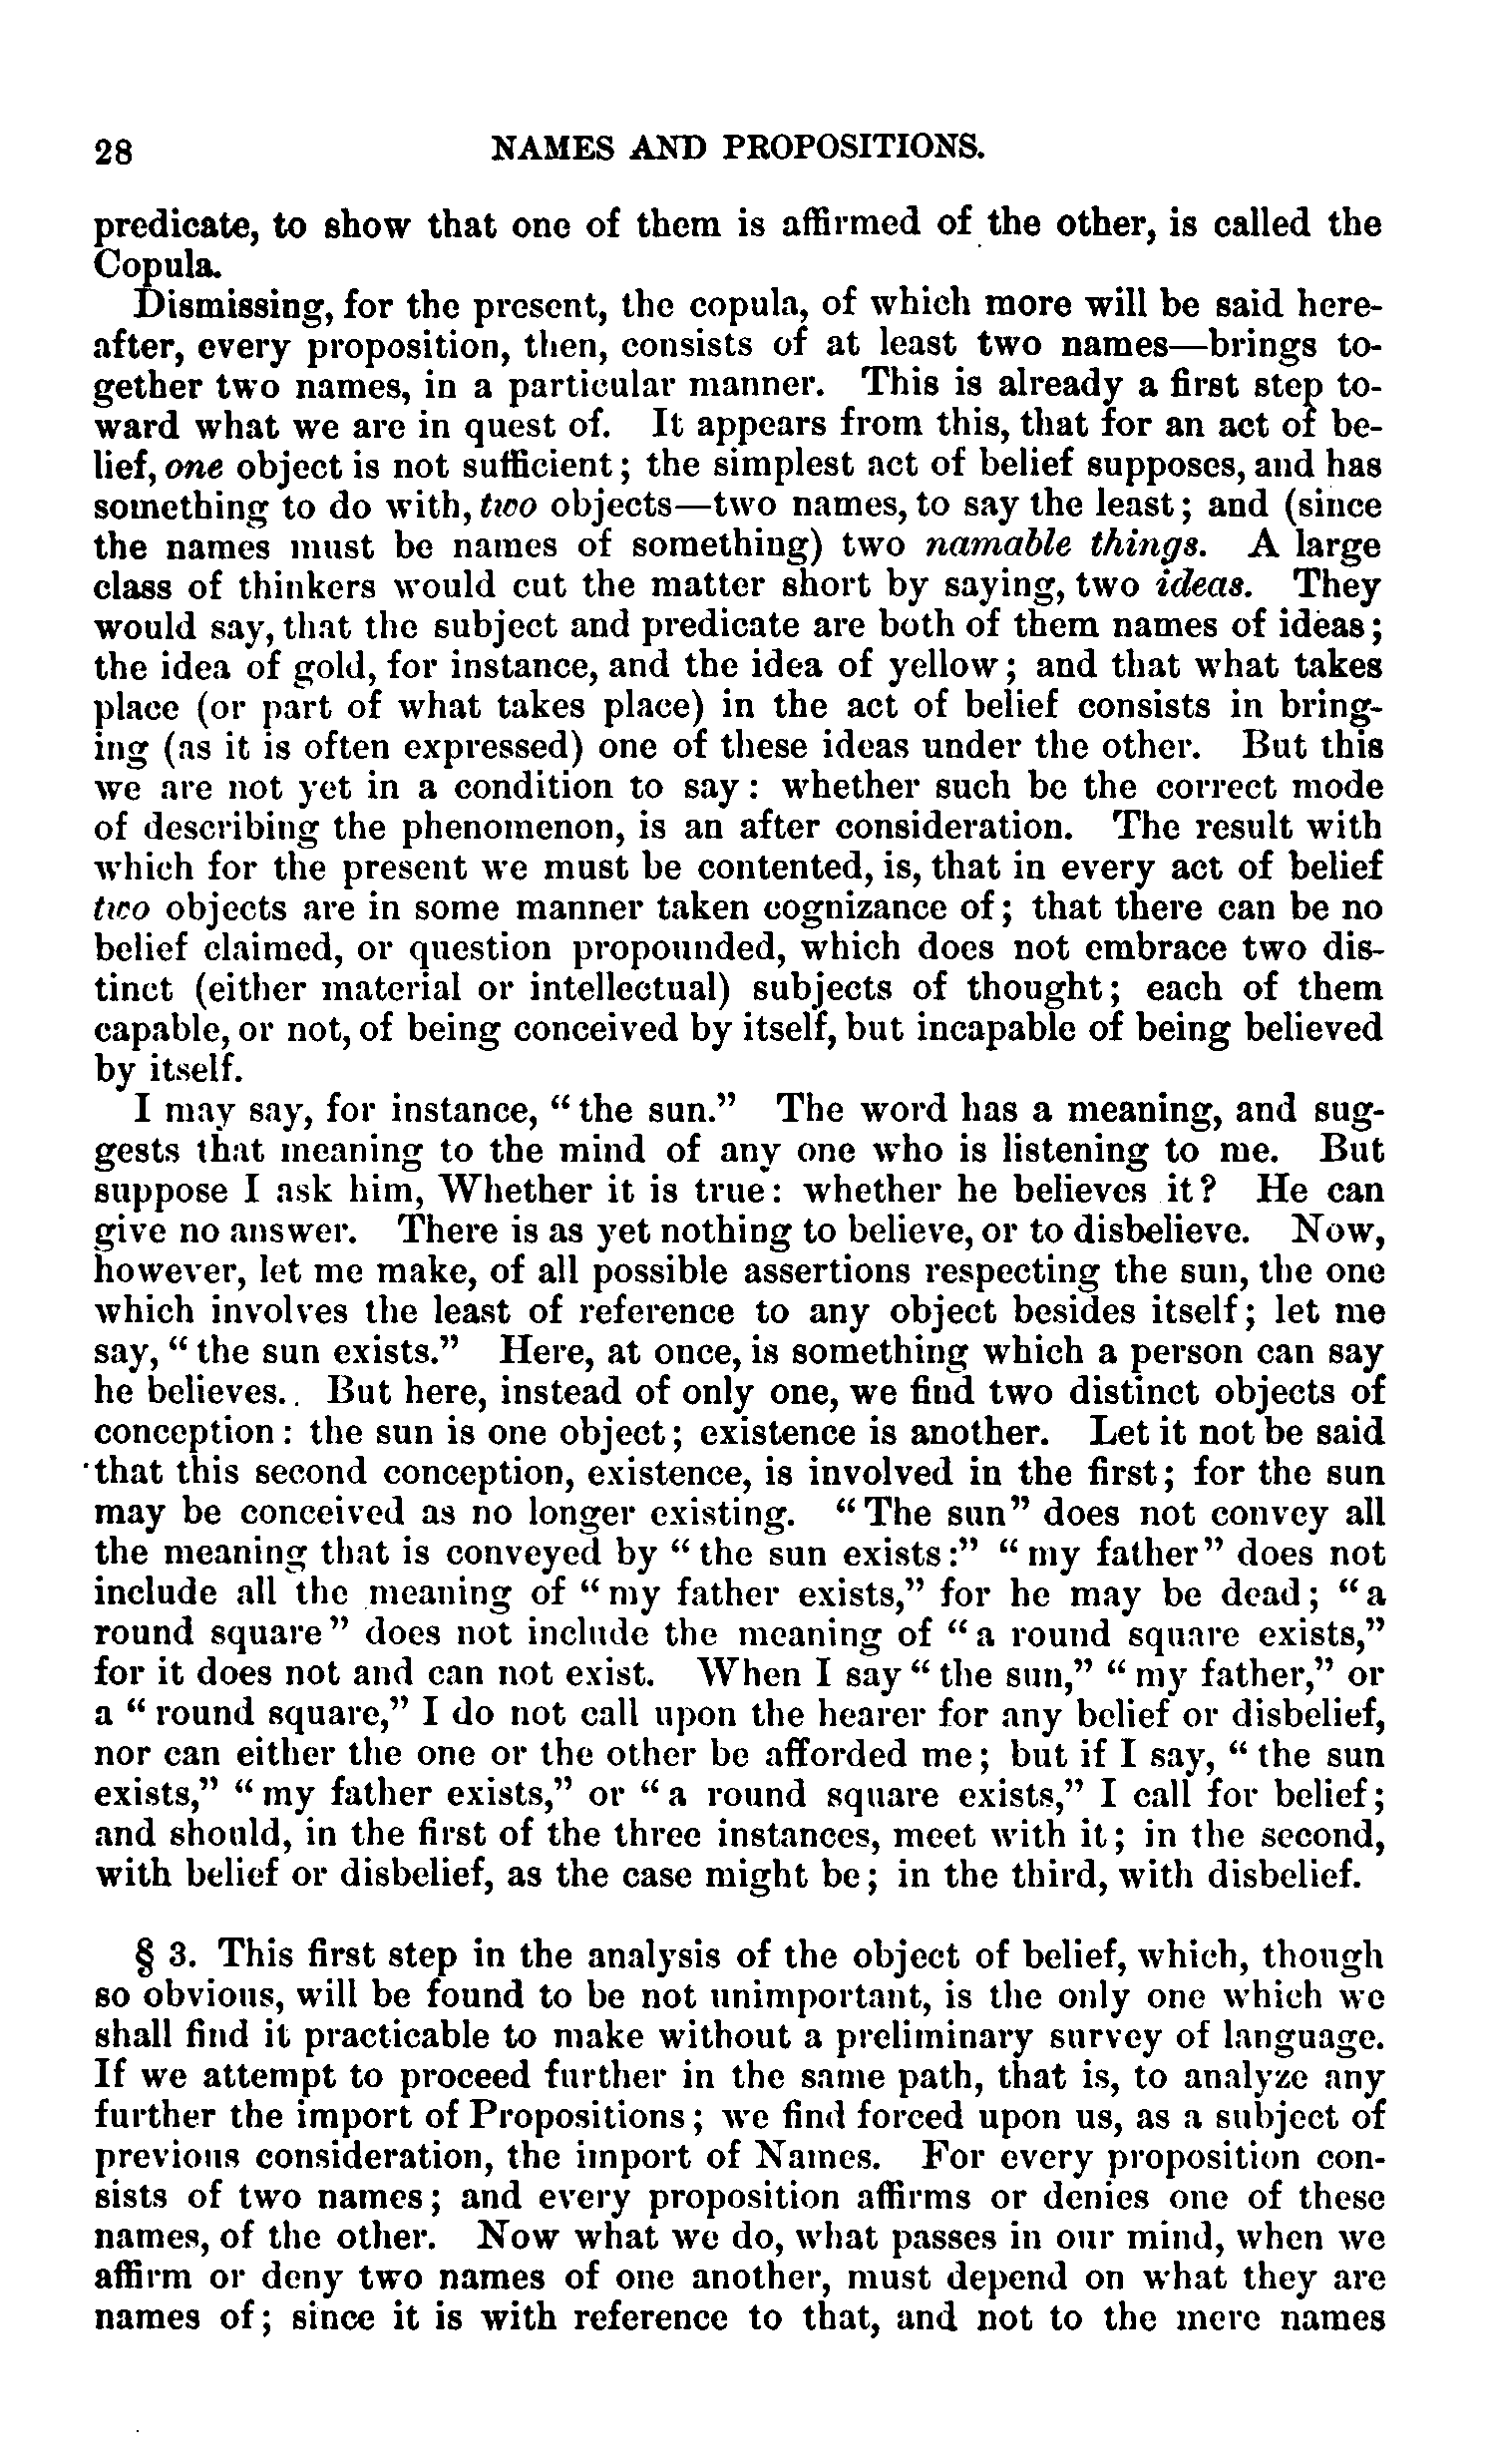 28 NAMES AND PROPOSITIONS.
predicate, to show that one of them is affirmed of the other, is called the
Copula.
Dismissing, for the present, the copula, of which more will be said here-
after, every proposition, then, consists of at least two names—brings to-
gether two names, in a particular manner. This is already a first step to-
ward what we are in quest of. It appears from this, that for an act of be-
lief, one object is not sufficient; the simplest act of belief supposes, and has
something to do with, two objects—two names, to say the least; and (since
the names must be names of something) two namable things. A large
class of thinkers would cut the matter short by saying, two ideas. They
would say, that the subject and predicate are both of them names of ideas;
the idea of gold, for instance, and the idea of yellow; and that what takes
place (or part of what takes place) in the act of belief consists in bring-
ing (as it is often expressed) one of these ideas under the other. But this
we are not yet in a condition to say: whether such be the correct mode
of describing the phenomenon, is an after consideration. The result with
which for the present we must be contented, is, that in every act of belief
two objects are in some manner taken cognizance of; that there can be no
belief claimed, or question propounded, which does not embrace two dis-
tinct (either material or intellectual) subjects of thought; each of them
capable, or not, of being conceived by itself, but incapable of being believed
by itself.
I may say, for instance, "the sun." The word has a meaning, and sug-
gests that meaning to the mind of any one who is listening to me. But
suppose I ask him, Whether it is true: whether he believes it? He can
give no answer. There is as yet nothing to believe, or to disbelieve. Now,
however, let me make, of all possible assertions respecting the sun, the one
which involves the least of reference to any object besides itself; let me
say, "the sun exists." Here, at once, is something which a person can say
he believes. But here, instead of only one, we find two distinct objects of
conception: the sun is one object; existence is another. Let it not be said
that this second conception, existence, is involved in the first; for the sun
may be conceived as no longer existing. "The sun" does not convey all
the meaning that is conveyed by "the sun exists:" "my father" does not
include all the meaning of "my father exists," for he may be dead; "a
round square" does not include the meaning of "a round square exists,"
for it does not and can not exist. When I say "the sun," "my father," or
a "round square," I do not call upon the hearer for any belief or disbelief,
nor can either the one or the other be afforded me; but if I say, "the sun
exists," "my father exists," or "a round square exists," I call for belief;
and should, in the first of the three instances, meet with it; in the second,
with belief or disbelief, as the case might be; in the third, with disbelief.
§ 3. This first step in the analysis of the object of belief, which, though
so obvious, will be found to be not unimportant, is the only one which we
shall find it practicable to make without a preliminary survey of language.
If we attempt to proceed further in the same path, that is, to analyze any
further the import of Propositions; we find forced upon us, as a subject of
previous consideration, the import of Names. For every proposition con-
sists of two names; and every proposition affirms or denies one of these
names, of the other. Now what we do, what passes in our mind, when we
affirm or deny two names of one another, must depend on what they are
names of; since it is with reference to that, and not to the mere names